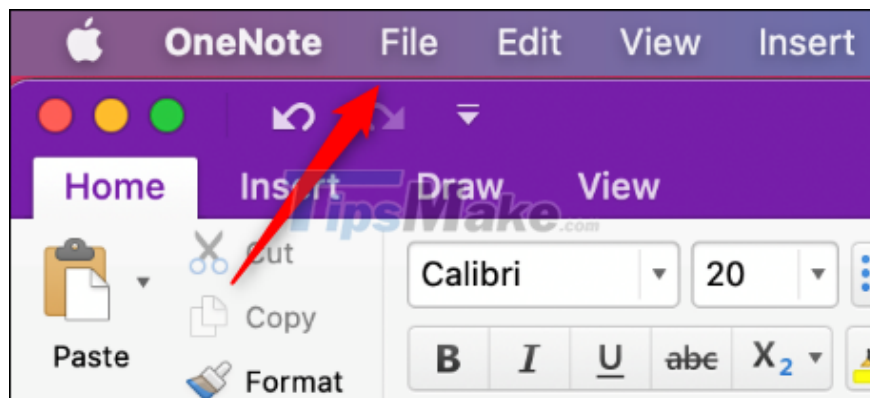 OneNote File Edit View Insert
Home Insert Draw View
TipsMake.com
Cut
Calibri 20
Copy
Paste
B I U abc X2
Format